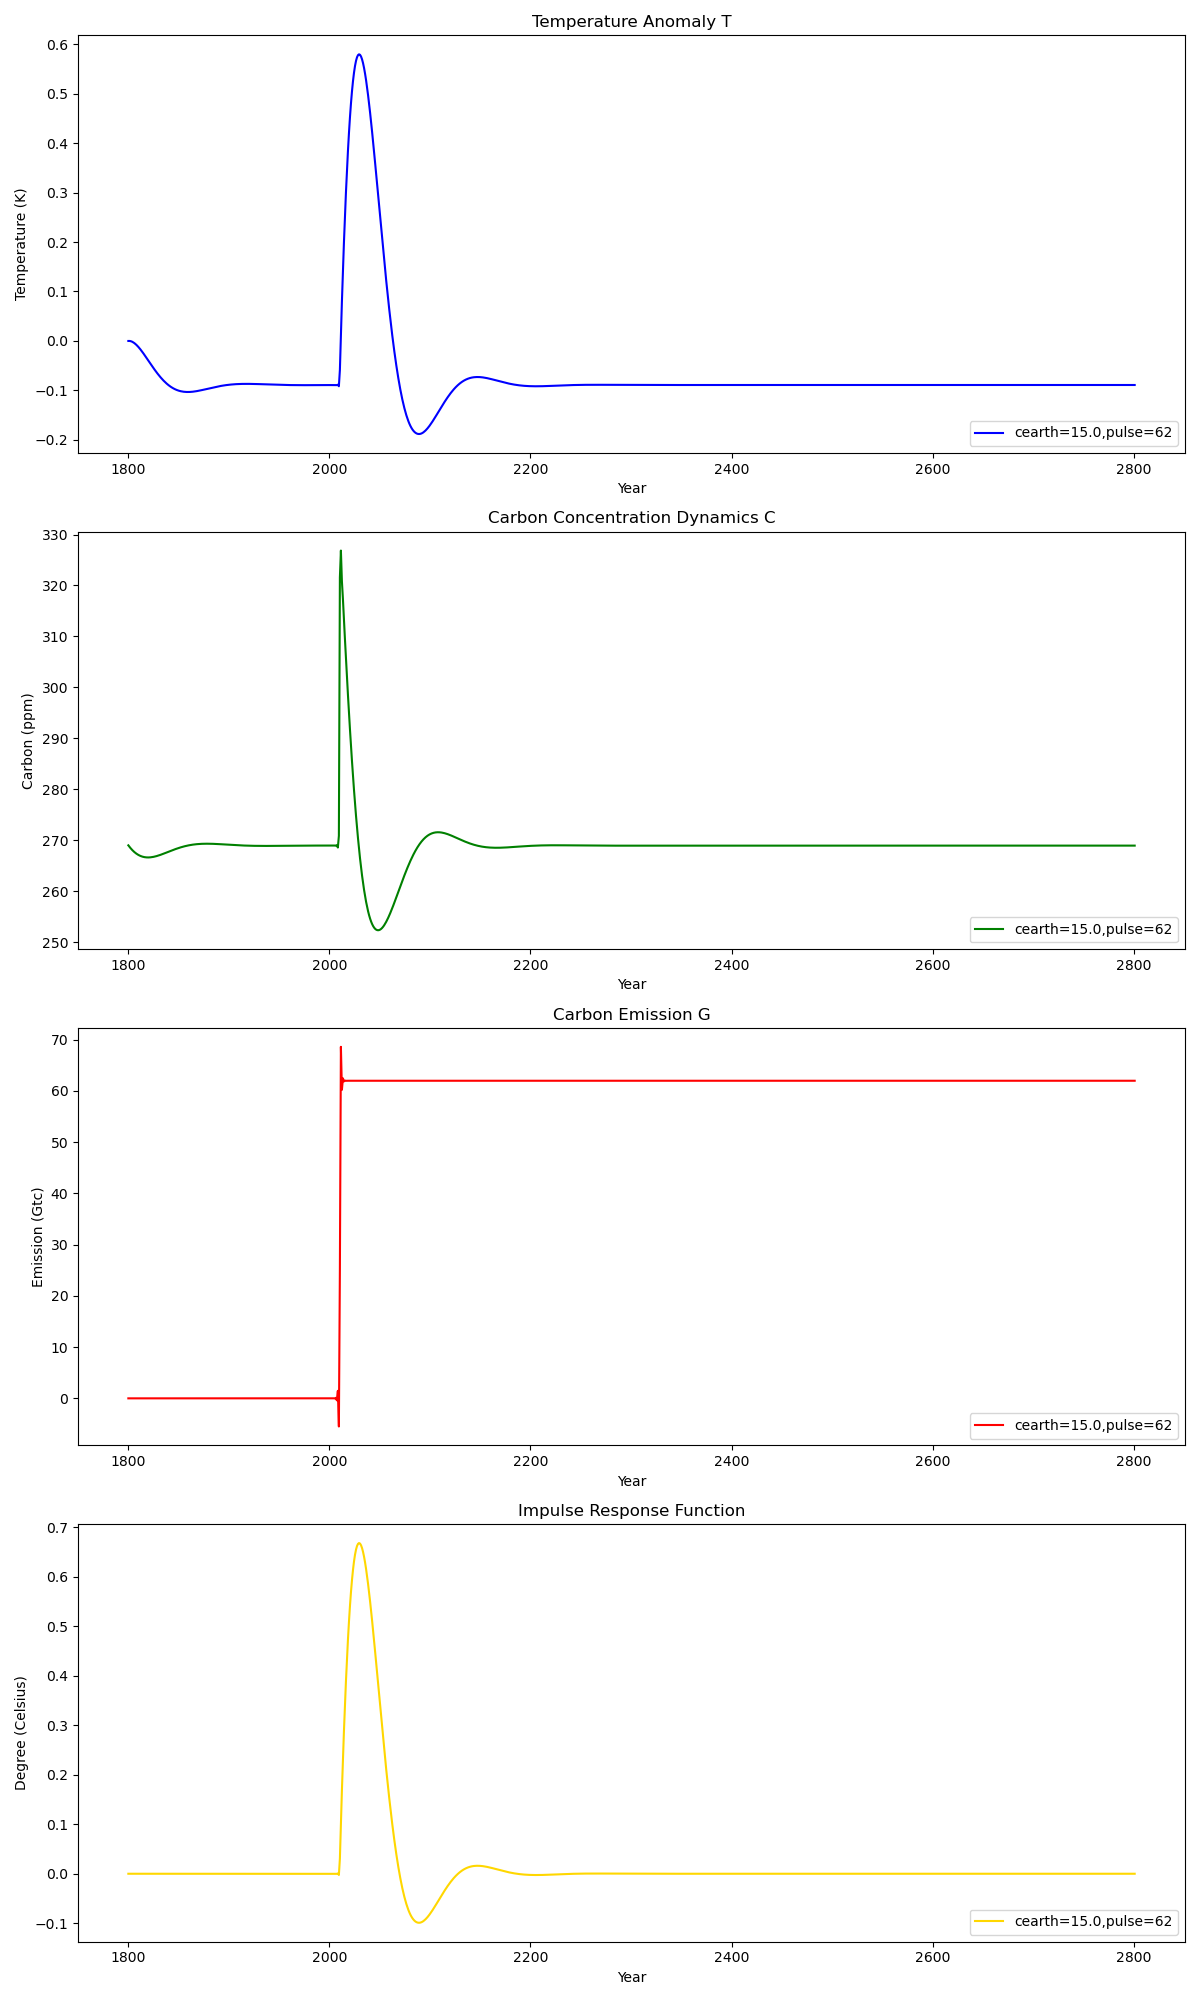 Temperature Anomaly T
Temperature (K)
0.6
0.5
0.4
0.3
0.2
0.1
0.0
−0.1
−0.2
cearth=15.0,pulse=62
1800 2000 2200 2400 2600 2800
Year
Carbon Concentration Dynamics C
Carbon (ppm)
330
320
310
300
290
280
270
260
250
cearth=15.0,pulse=62
1800 2000 2200 2400 2600 2800
Year
Carbon Emission G
Emission (Gtc)
70
60
50
40
30
20
10
0
cearth=15.0,pulse=62
1800 2000 2200 2400 2600 2800
Year
Impulse Response Function
Degree (Celsius)
0.7
0.6
0.5
0.4
0.3
0.2
0.1
0.0
−0.1
cearth=15.0,pulse=62
1800 2000 2200 2400 2600 2800
Year